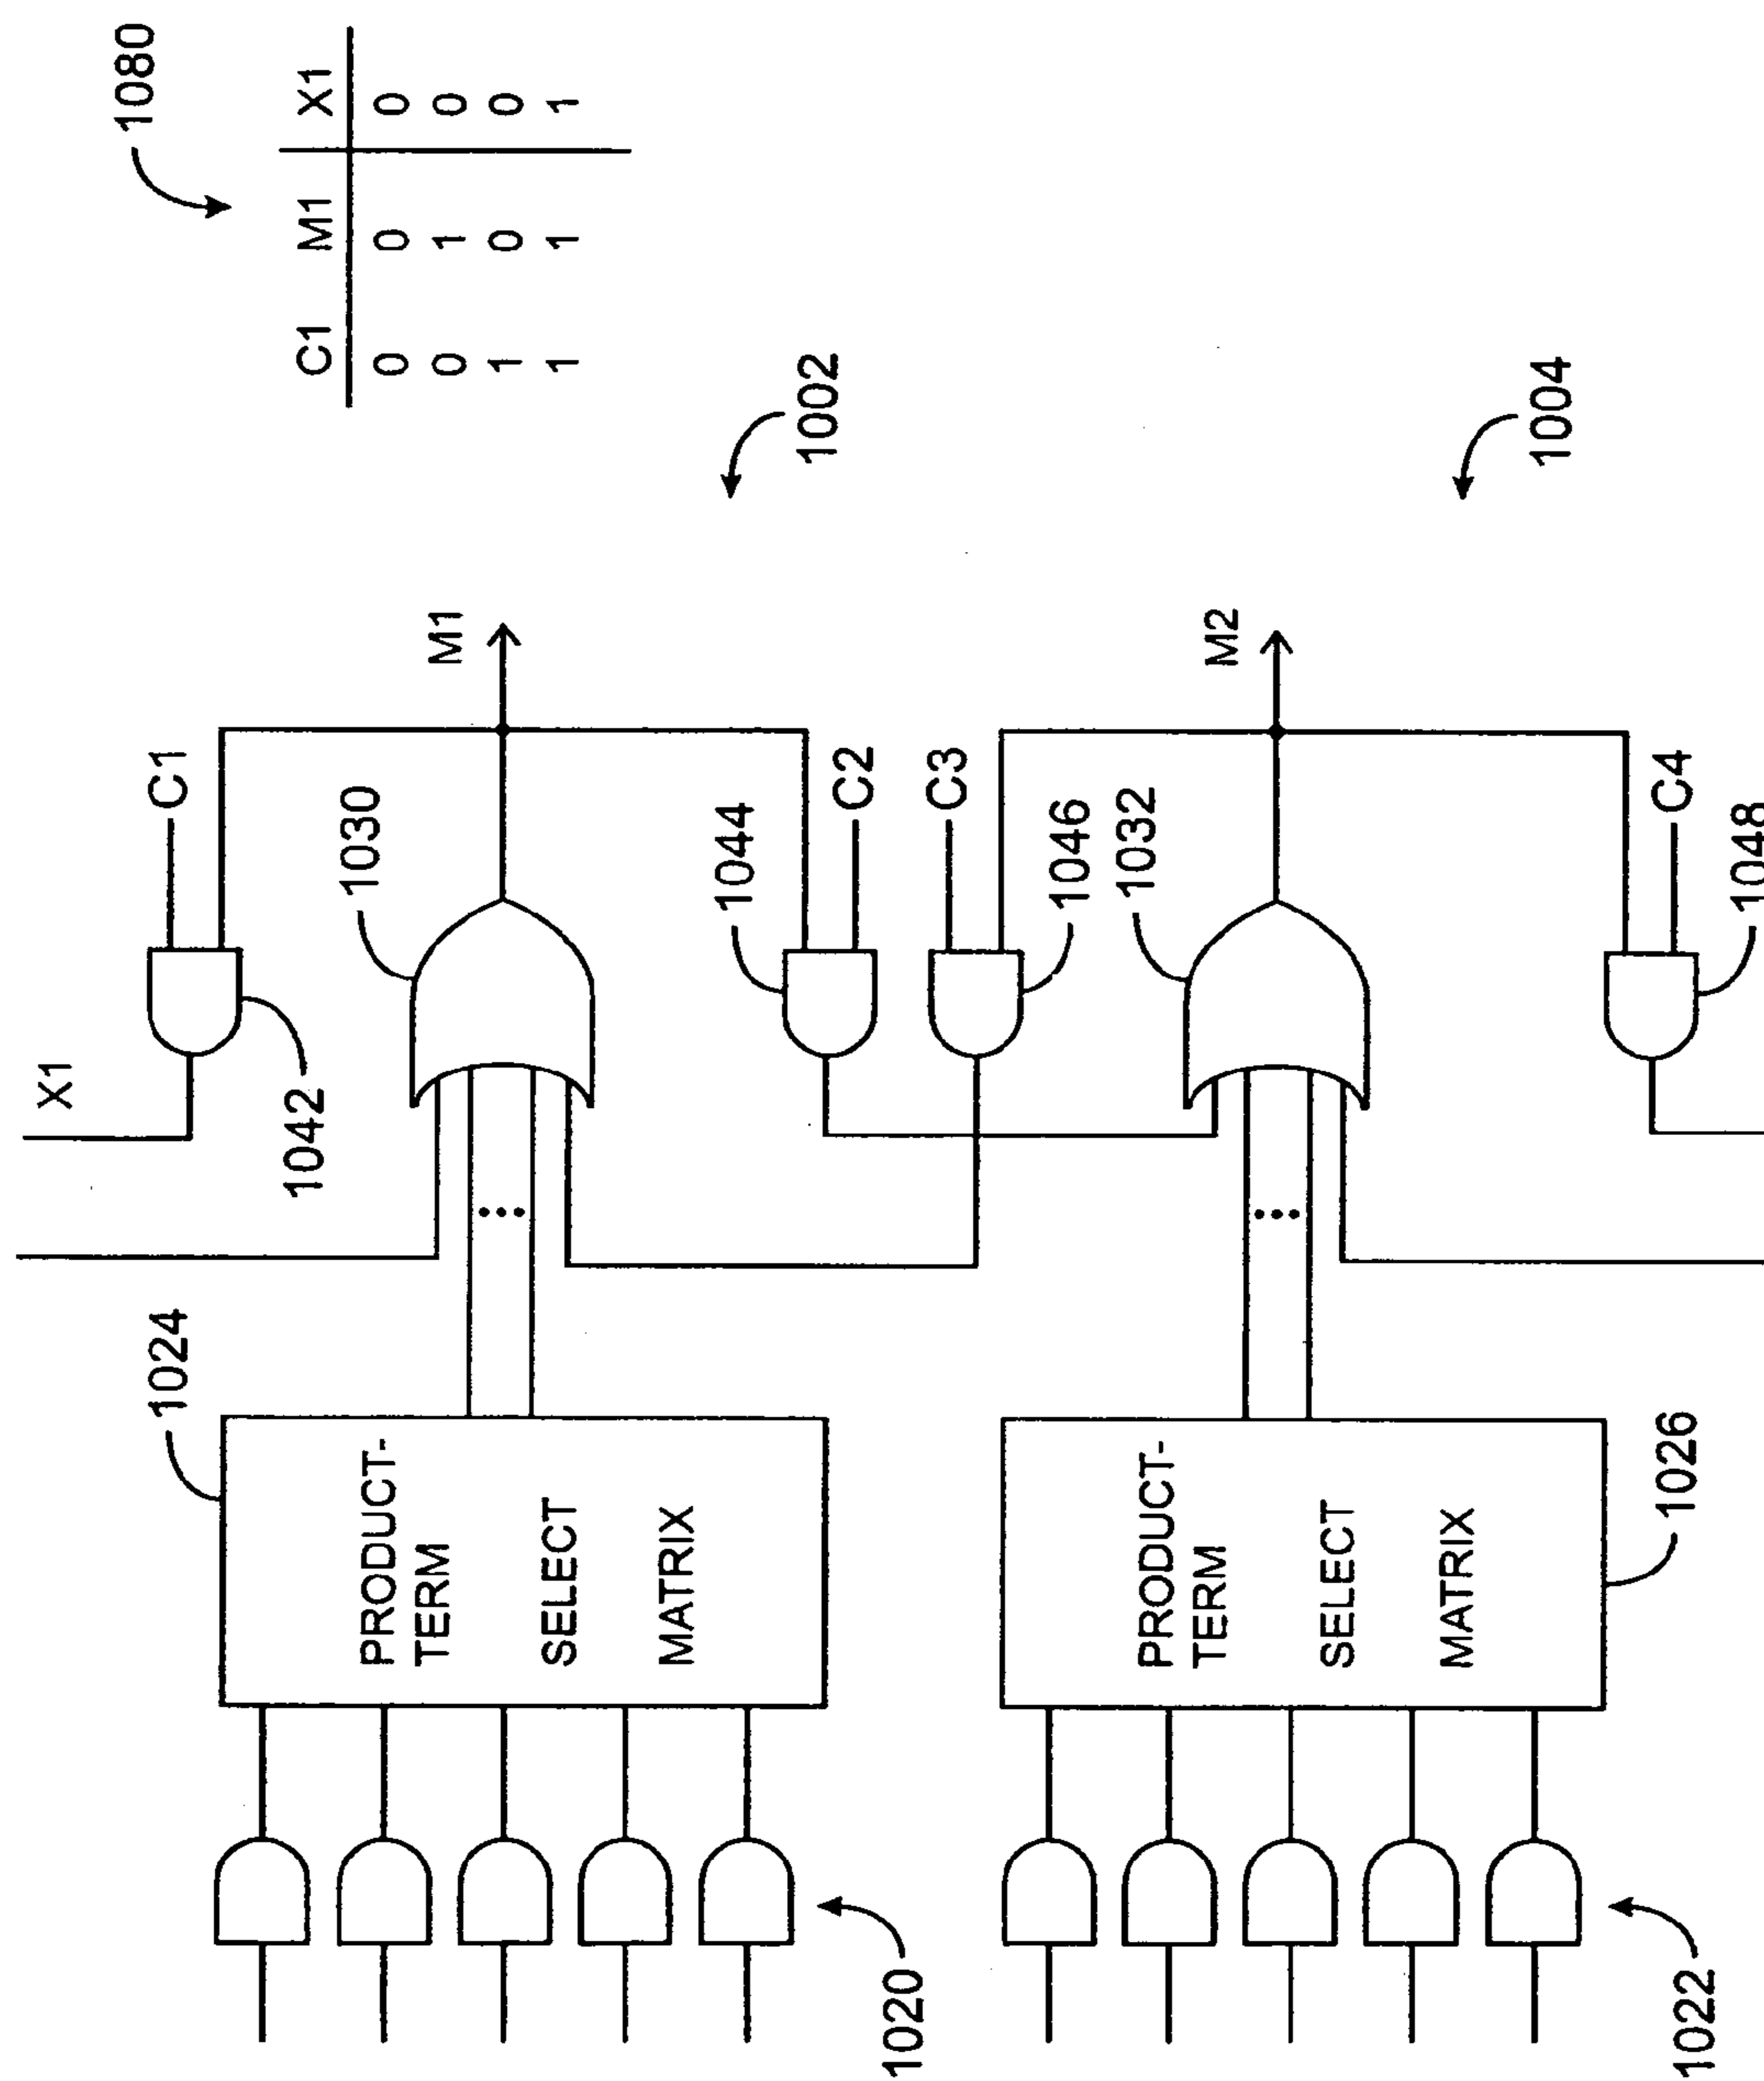 1080
C1 M1 X1
0 0 0
0 1 0
1 0 0
1 1 1
1002
1004
M1
M2
C1
1030
1044
C2
C3
1046
1032
C4
1048
X1
1042
1024
PRODUCT-
TERM
SELECT
MATRIX
PRODUCT-
TERM
SELECT
MATRIX
1026
1020
1022